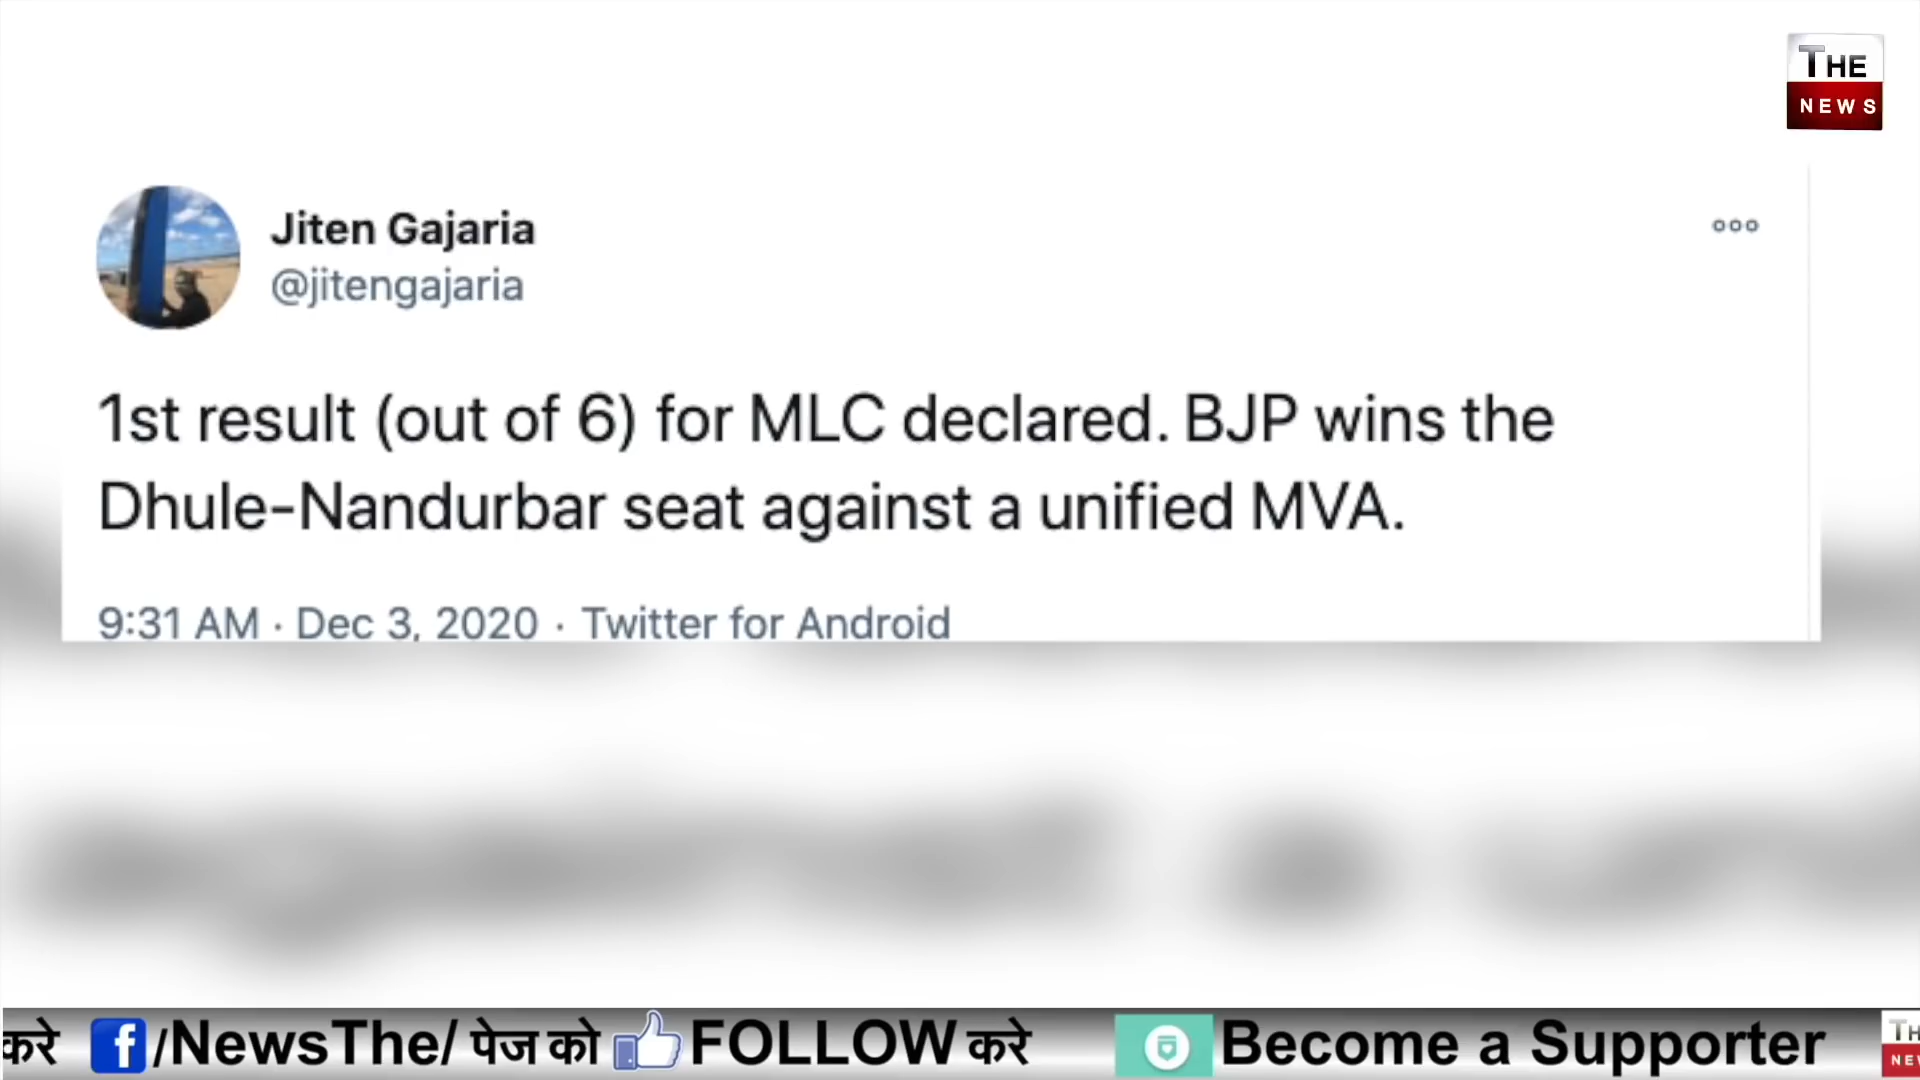 THE
NEWS
Jiten Gajaria
@jitengajaria
1st result (out of 6) for MLC declared. BJP wins the
Dhule-Nandurbar seat against a unified MVA.
9:31 AM · Dec 3, 2020 · Twitter for Android
करे f/NewsThe/ पेज को FOLLOW करे Become a Supporter